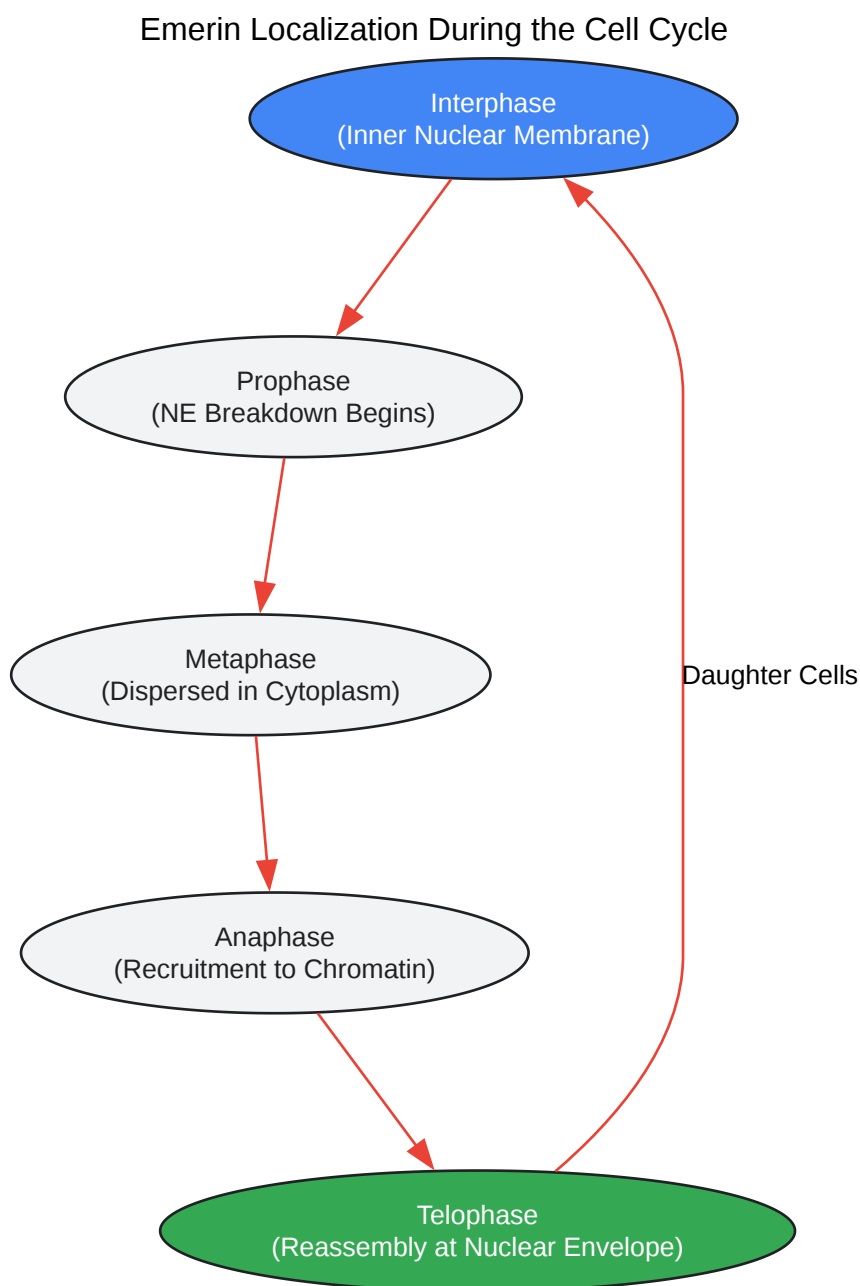 Emerin Localization During the Cell Cycle
Interphase
(Inner Nuclear Membrane)
Prophase
(NE Breakdown Begins)
Metaphase
(Dispersed in Cytoplasm)
Daughter Cells
Anaphase
(Recruitment to Chromatin)
Telophase
(Reassembly at Nuclear Envelope)